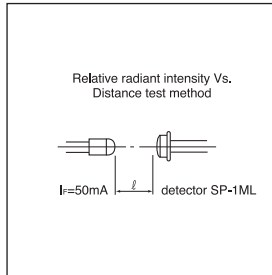 Relative radiant intensity Vs.
Distance test method
IF=50mA ℓ detector SP-1ML